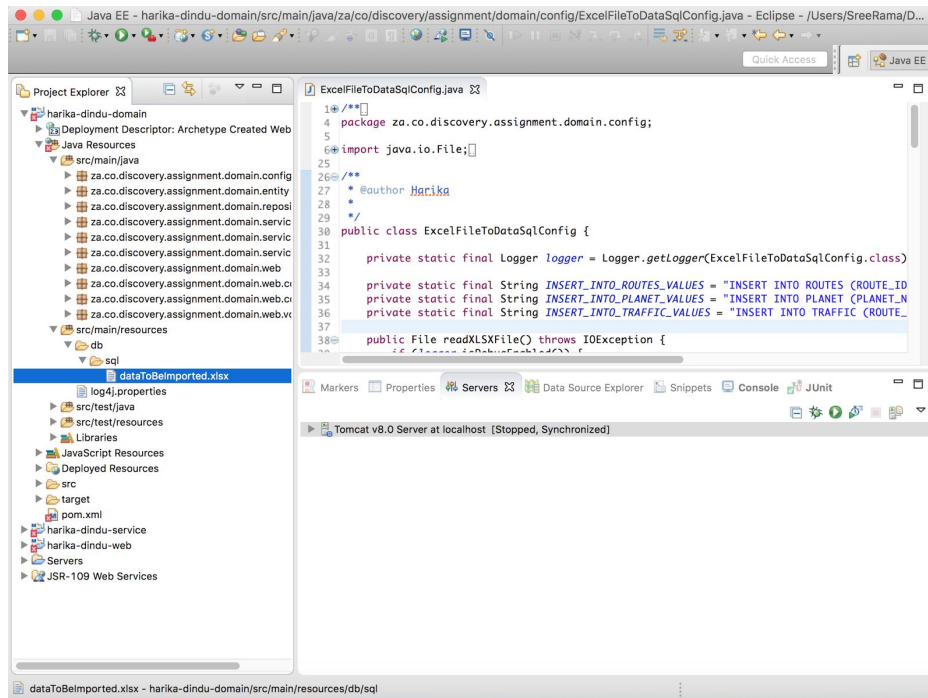 Java EE - harika-dindu-domain/src/main/java/za/co/discovery/assignment/domain/config/ExcelFileToDataSqlConfig.java - Eclipse - /Users/SreeRama/D...
Quick Access
Java EE
Project Explorer
harika-dindu-domain
Deployment Descriptor: Archetype Created Web
Java Resources
src/main/java
za.co.discovery.assignment.domain.config
za.co.discovery.assignment.domain.entity
za.co.discovery.assignment.domain.reposi
za.co.discovery.assignment.domain.servic
za.co.discovery.assignment.domain.servic
za.co.discovery.assignment.domain.servic
za.co.discovery.assignment.domain.web
za.co.discovery.assignment.domain.web.co
za.co.discovery.assignment.domain.web.co
za.co.discovery.assignment.domain.web.vo
src/main/resources
db
sql
dataToBeImported.xlsx
log4j.properties
src/test/java
src/test/resources
Libraries
JavaScript Resources
Deployed Resources
src
target
pom.xml
harika-dindu-service
harika-dindu-web
Servers
JSR-109 Web Services
ExcelFileToDataSqlConfig.java
1 /**
4 package za.co.discovery.assignment.domain.config;
5
6 import java.io.File;
25
26 /**
27 * @author Harika
28 *
29 */
30 public class ExcelFileToDataSqlConfig {
31
32 private static final Logger logger = Logger.getLogger(ExcelFileToDataSqlConfig.class)
33
34 private static final String INSERT_INTO_ROUTES_VALUES = "INSERT INTO ROUTES (ROUTE_ID
35 private static final String INSERT_INTO_PLANET_VALUES = "INSERT INTO PLANET (PLANET_N
36 private static final String INSERT_INTO_TRAFFIC_VALUES = "INSERT INTO TRAFFIC (ROUTE_
37
38 public File readXLSXFile() throws IOException {
39 if (logger.isDebugEnabled()) {
Markers Properties Servers Data Source Explorer Snippets Console JUnit
Tomcat v8.0 Server at localhost [Stopped, Synchronized]
dataToBeImported.xlsx - harika-dindu-domain/src/main/resources/db/sql